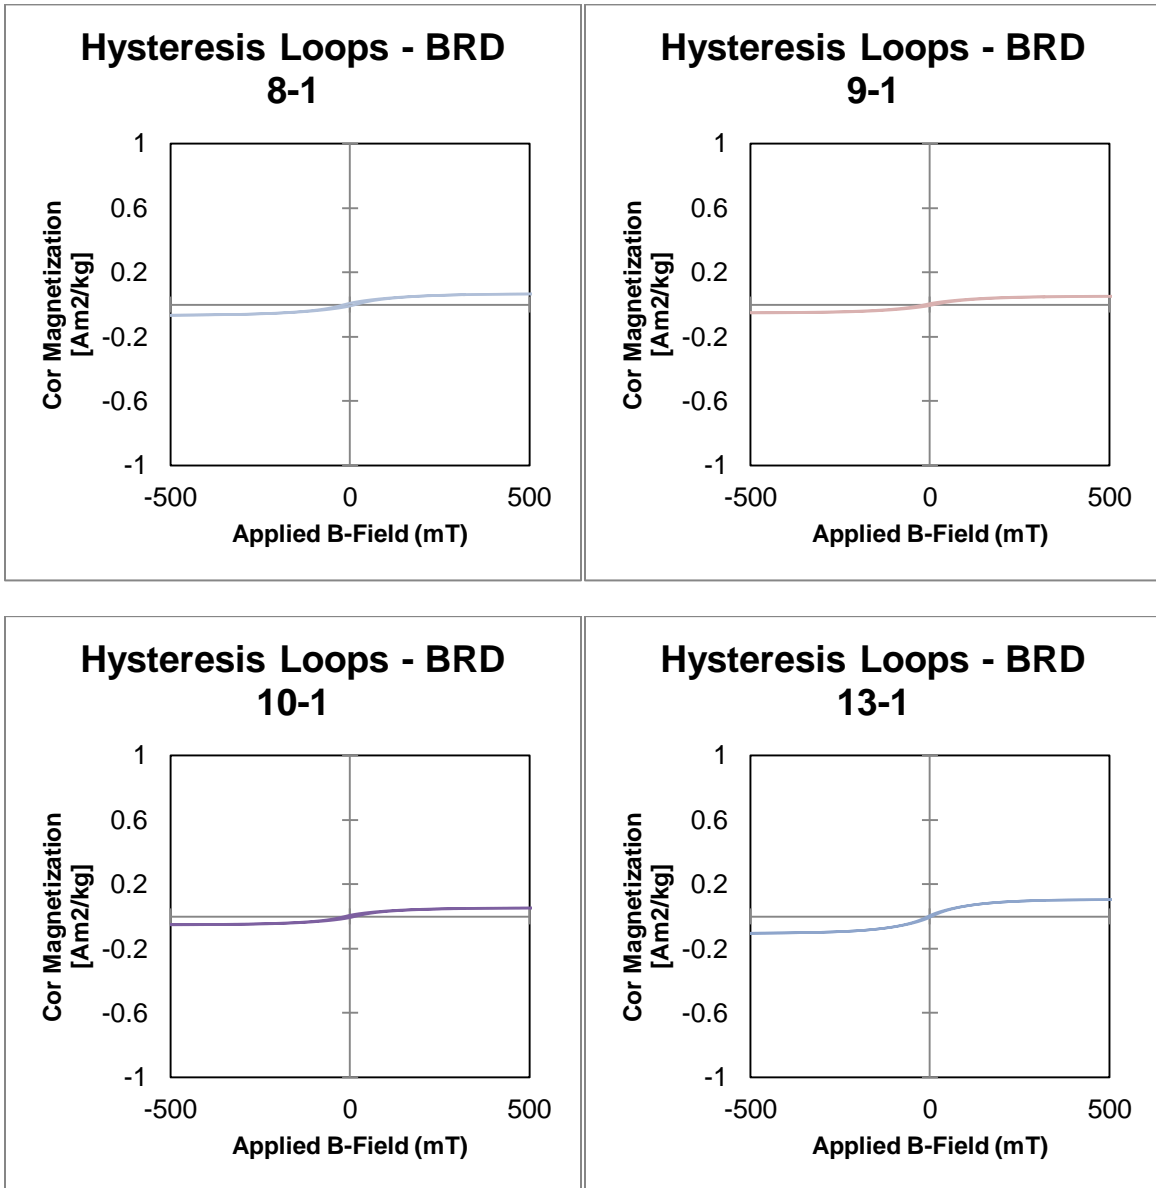 Hysteresis Loops - BRD
8-1
1
0.6
0.2
-0.2
-0.6
-1
Cor Magnetization
[Am2/kg]
-500 0 500
Applied B-Field (mT)
Hysteresis Loops - BRD
9-1
1
0.6
0.2
-0.2
-0.6
-1
Cor Magnetization
[Am2/kg]
-500 0 500
Applied B-Field (mT)
Hysteresis Loops - BRD
10-1
1
0.6
0.2
-0.2
-0.6
-1
Cor Magnetization
[Am2/kg]
-500 0 500
Applied B-Field (mT)
Hysteresis Loops - BRD
13-1
1
0.6
0.2
-0.2
-0.6
-1
Cor Magnetization
[Am2/kg]
-500 0 500
Applied B-Field (mT)